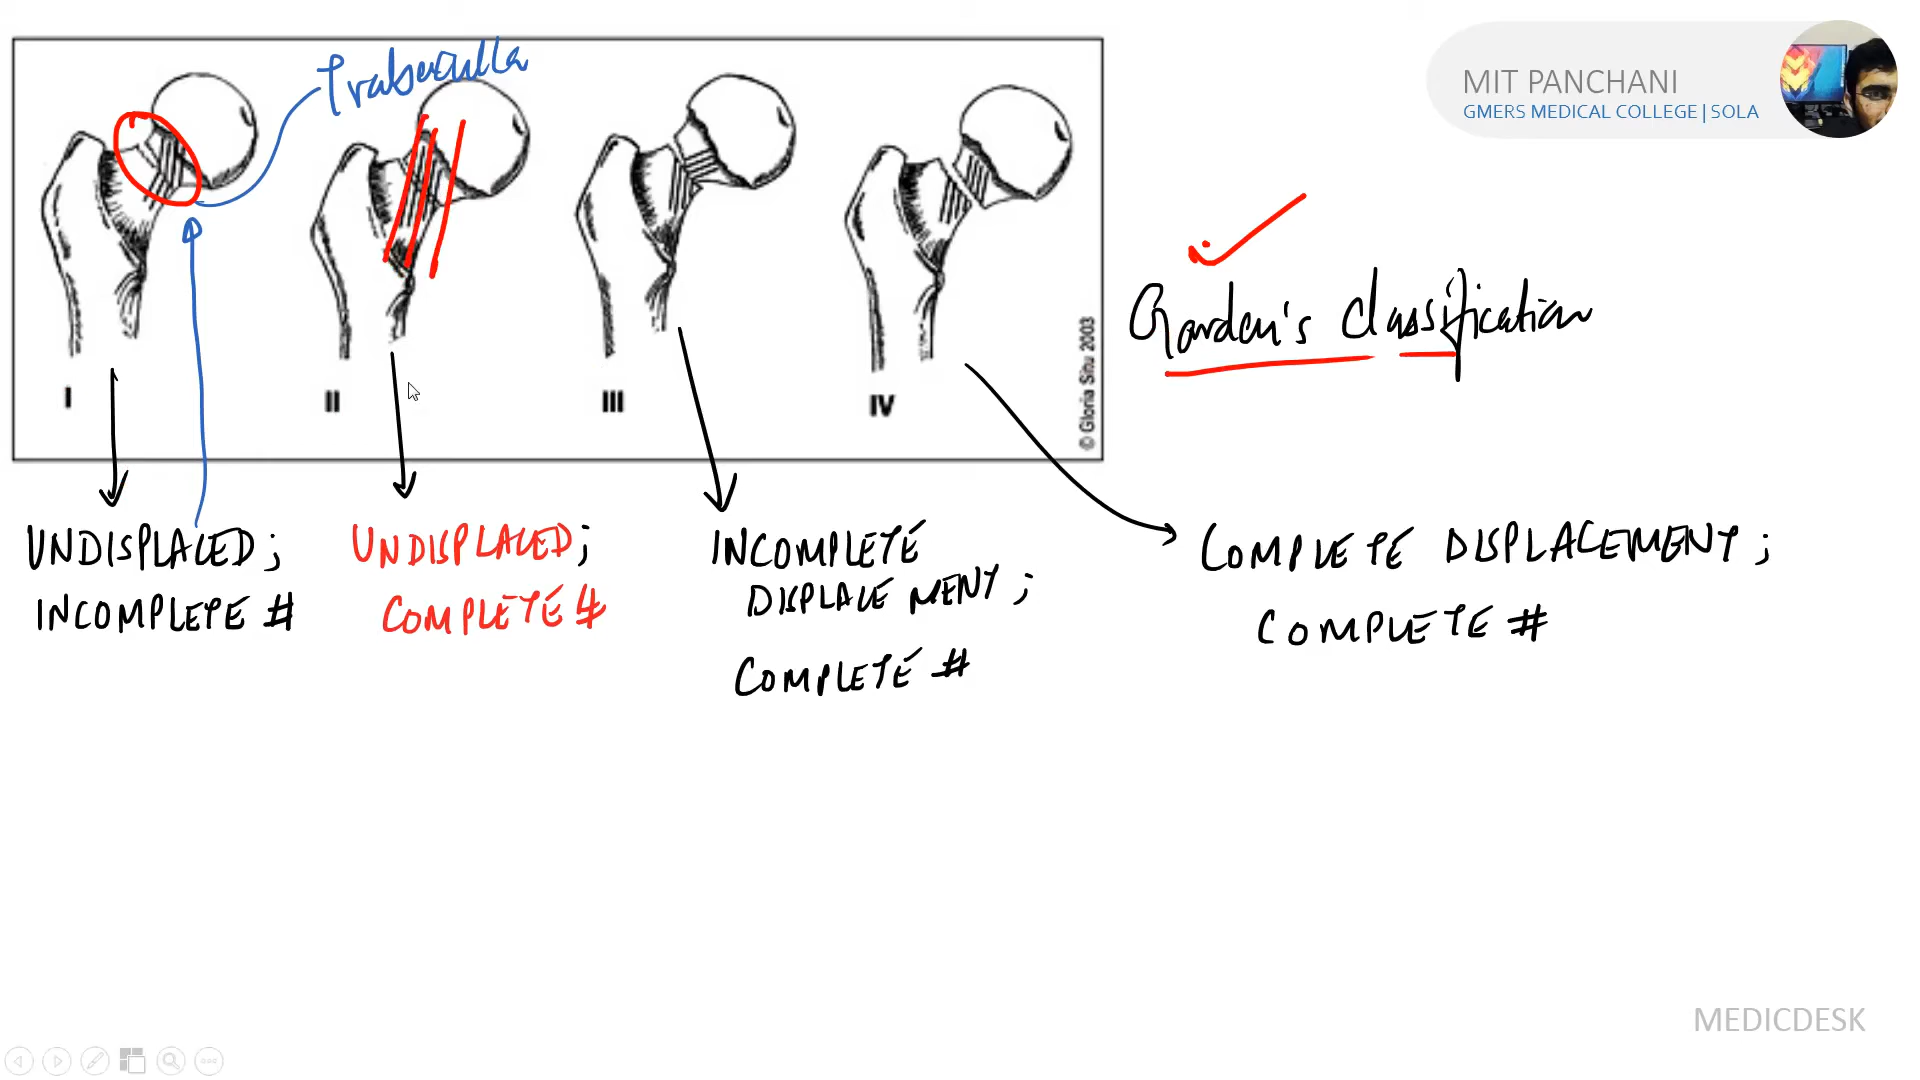 Traberculla
MIT PANCHANI
GMERS MEDICAL COLLEGE | SOLA
Garden's Classification
© Gloria Situ 2003
I II III IV
UNDISPLACED;
INCOMPLETE #
UNDISPLACED;
COMPLETE #
INCOMPLETE
DISPLACEMENT;
COMPLETE #
COMPLETE DISPLACEMENT;
COMPLETE #
MEDICDESK